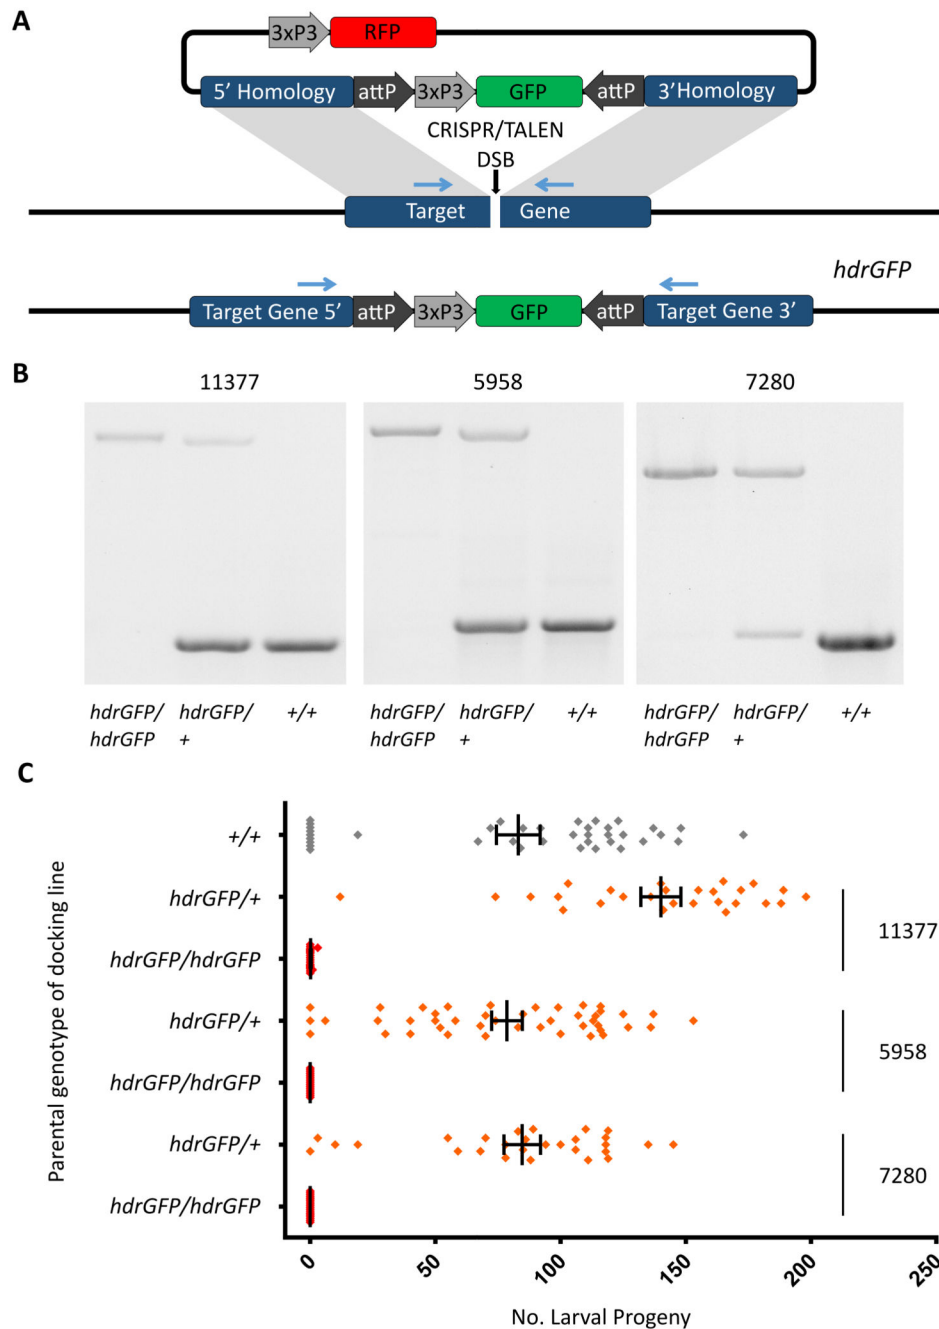 A
3xP3 RFP
5' Homology attP 3xP3 GFP attP 3'Homology
CRISPR/TALEN
DSB
Target Gene
hdrGFP
Target Gene 5' attP 3xP3 GFP attP Target Gene 3'
B
11377 5958 7280
hdrGFP/ hdrGFP/ +/+ hdrGFP/ hdrGFP/ +/+ hdrGFP/ hdrGFP/ +/+
hdrGFP + hdrGFP + hdrGFP +
C
Parental genotype of docking line
+/+
hdrGFP/+
11377
hdrGFP/hdrGFP
hdrGFP/+
5958
hdrGFP/hdrGFP
hdrGFP/+
7280
hdrGFP/hdrGFP
0 50 100 150 200 250
No. Larval Progeny